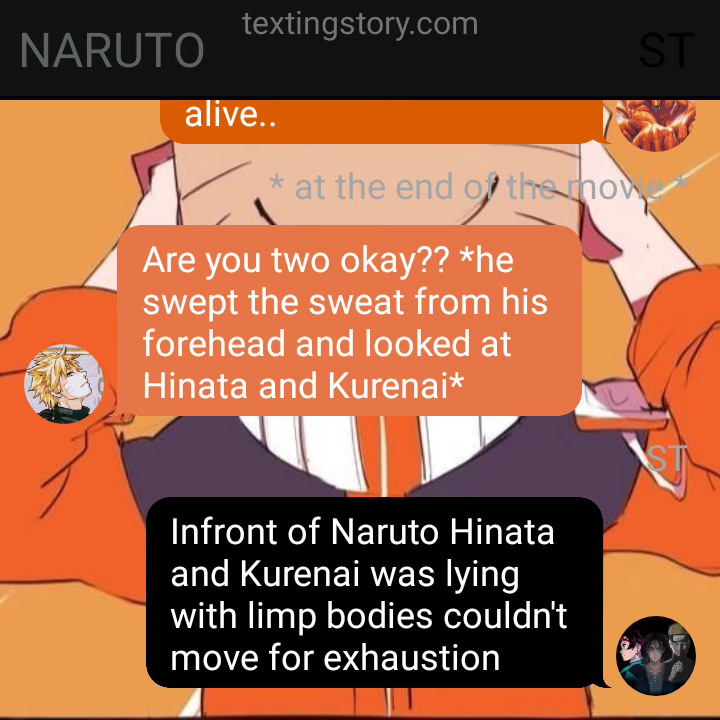 textingstory.com
NARUTO
ST
alive..
* at the end of the movie *
Are you two okay?? *he
swept the sweat from his
forehead and looked at
Hinata and Kurenai*
ST
Infront of Naruto Hinata
and Kurenai was lying
with limp bodies couldn't
move for exhaustion